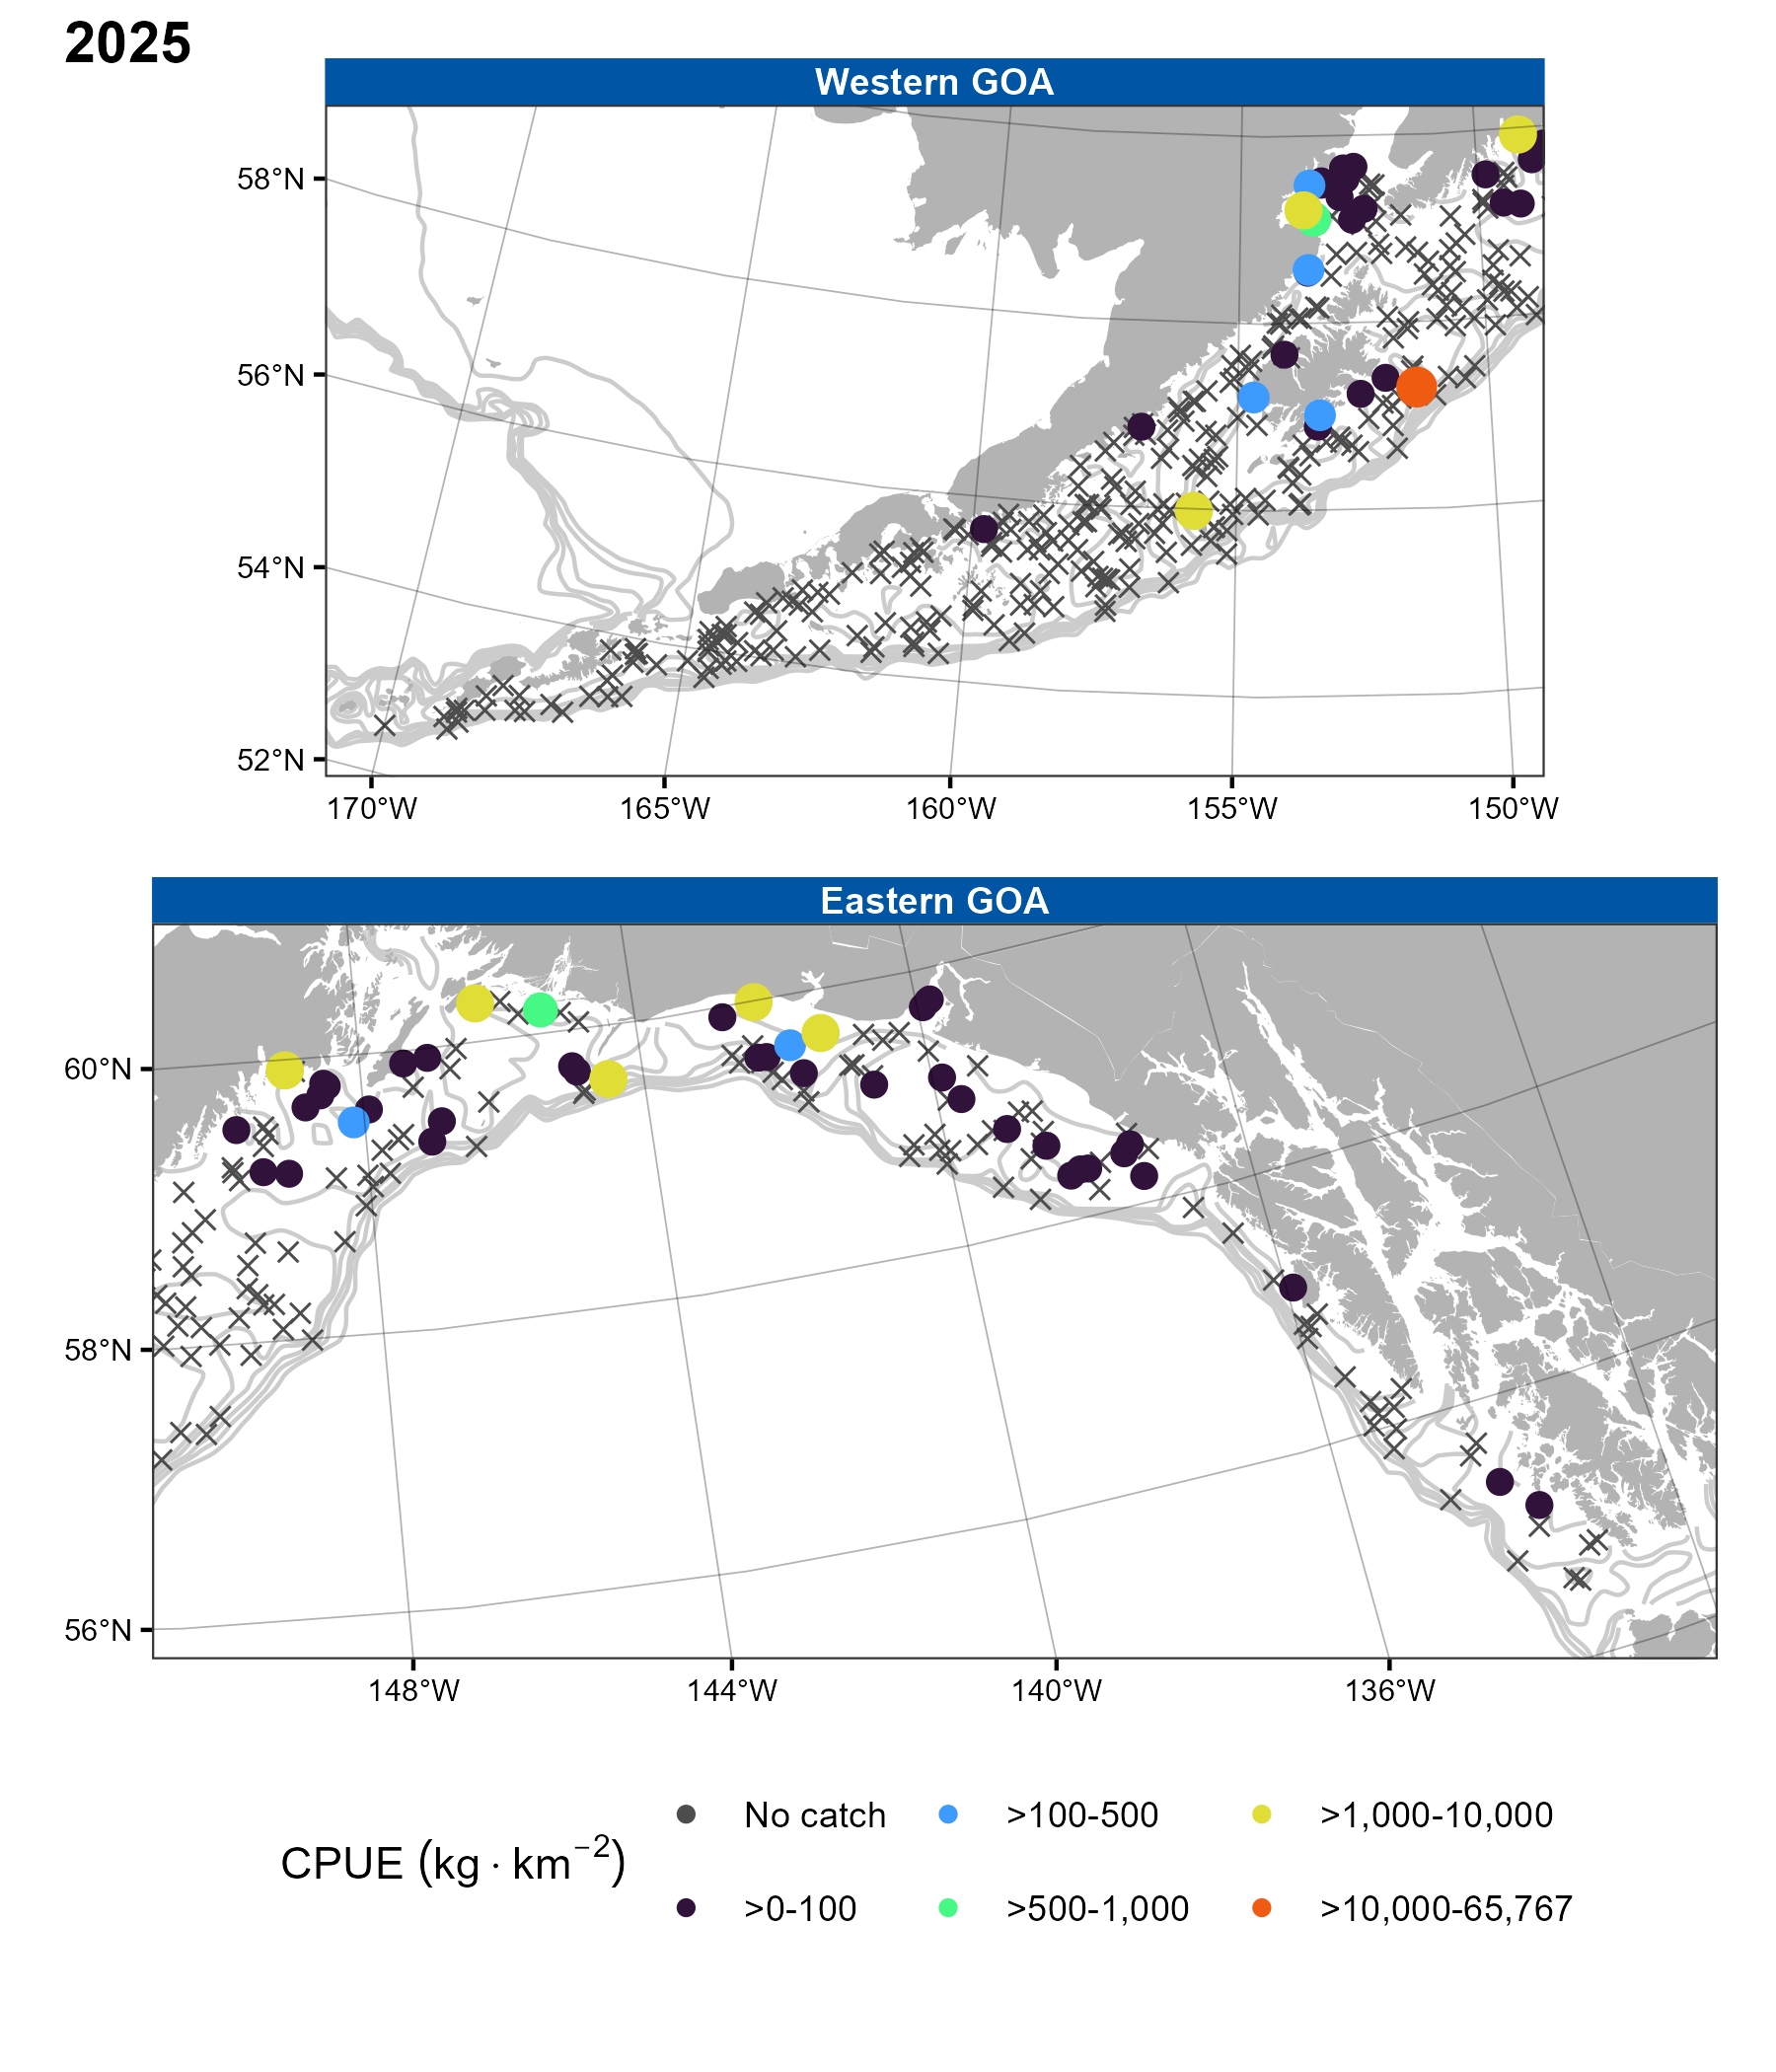 2025
Western GOA
58°N
56°N
54°N
52°N
170°W 165°W 160°W 155°W 150°W
Eastern GOA
60°N
58°N
56°N
148°W 144°W 140°W 136°W
CPUE (kg · km⁻²)
No catch >100-500 >1,000-10,000
>0-100 >500-1,000 >10,000-65,767